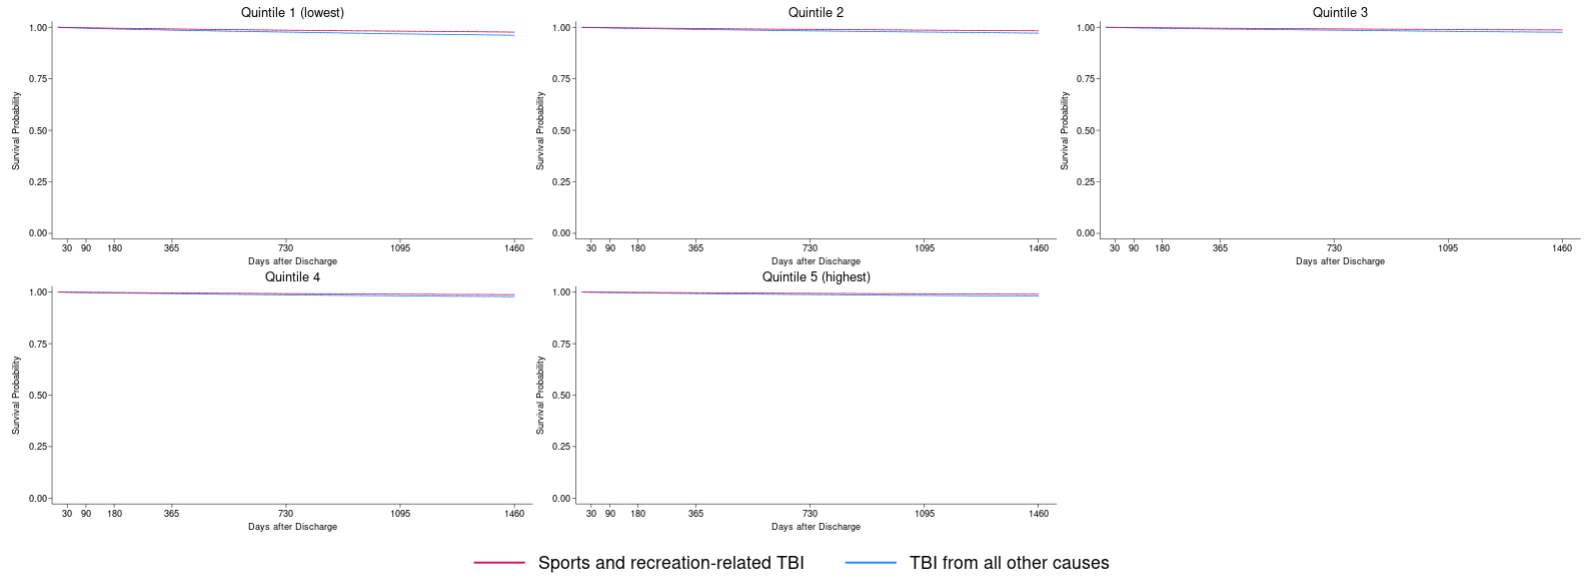 Quintile 1 (lowest)
1.00
0.75
0.50
0.25
0.00
Survival Probability
30 90 180 365 730 1095 1460
Days after Discharge
Quintile 2
1.00
0.75
0.50
0.25
0.00
Survival Probability
30 90 180 365 730 1095 1460
Days after Discharge
Quintile 3
1.00
0.75
0.50
0.25
0.00
Survival Probability
30 90 180 365 730 1095 1460
Days after Discharge
Quintile 4
1.00
0.75
0.50
0.25
0.00
Survival Probability
30 90 180 365 730 1095 1460
Days after Discharge
Quintile 5 (highest)
1.00
0.75
0.50
0.25
0.00
Survival Probability
30 90 180 365 730 1095 1460
Days after Discharge
Sports and recreation-related TBI
TBI from all other causes